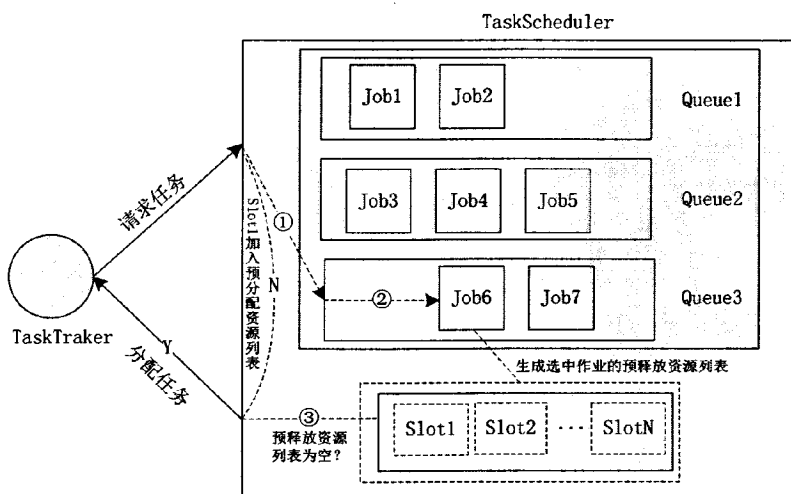 TaskScheduler
Job1
Job2
Queue1
Job3
Job4
Job5
Queue2
Job6
Job7
Queue3
请求任务
①
Slot1加入预分配资源列表
N
②
TaskTraker
Y
分配任务
生成选中作业的预释放资源列表
③
预释放资源
列表为空?
Slot1
Slot2
···
SlotN